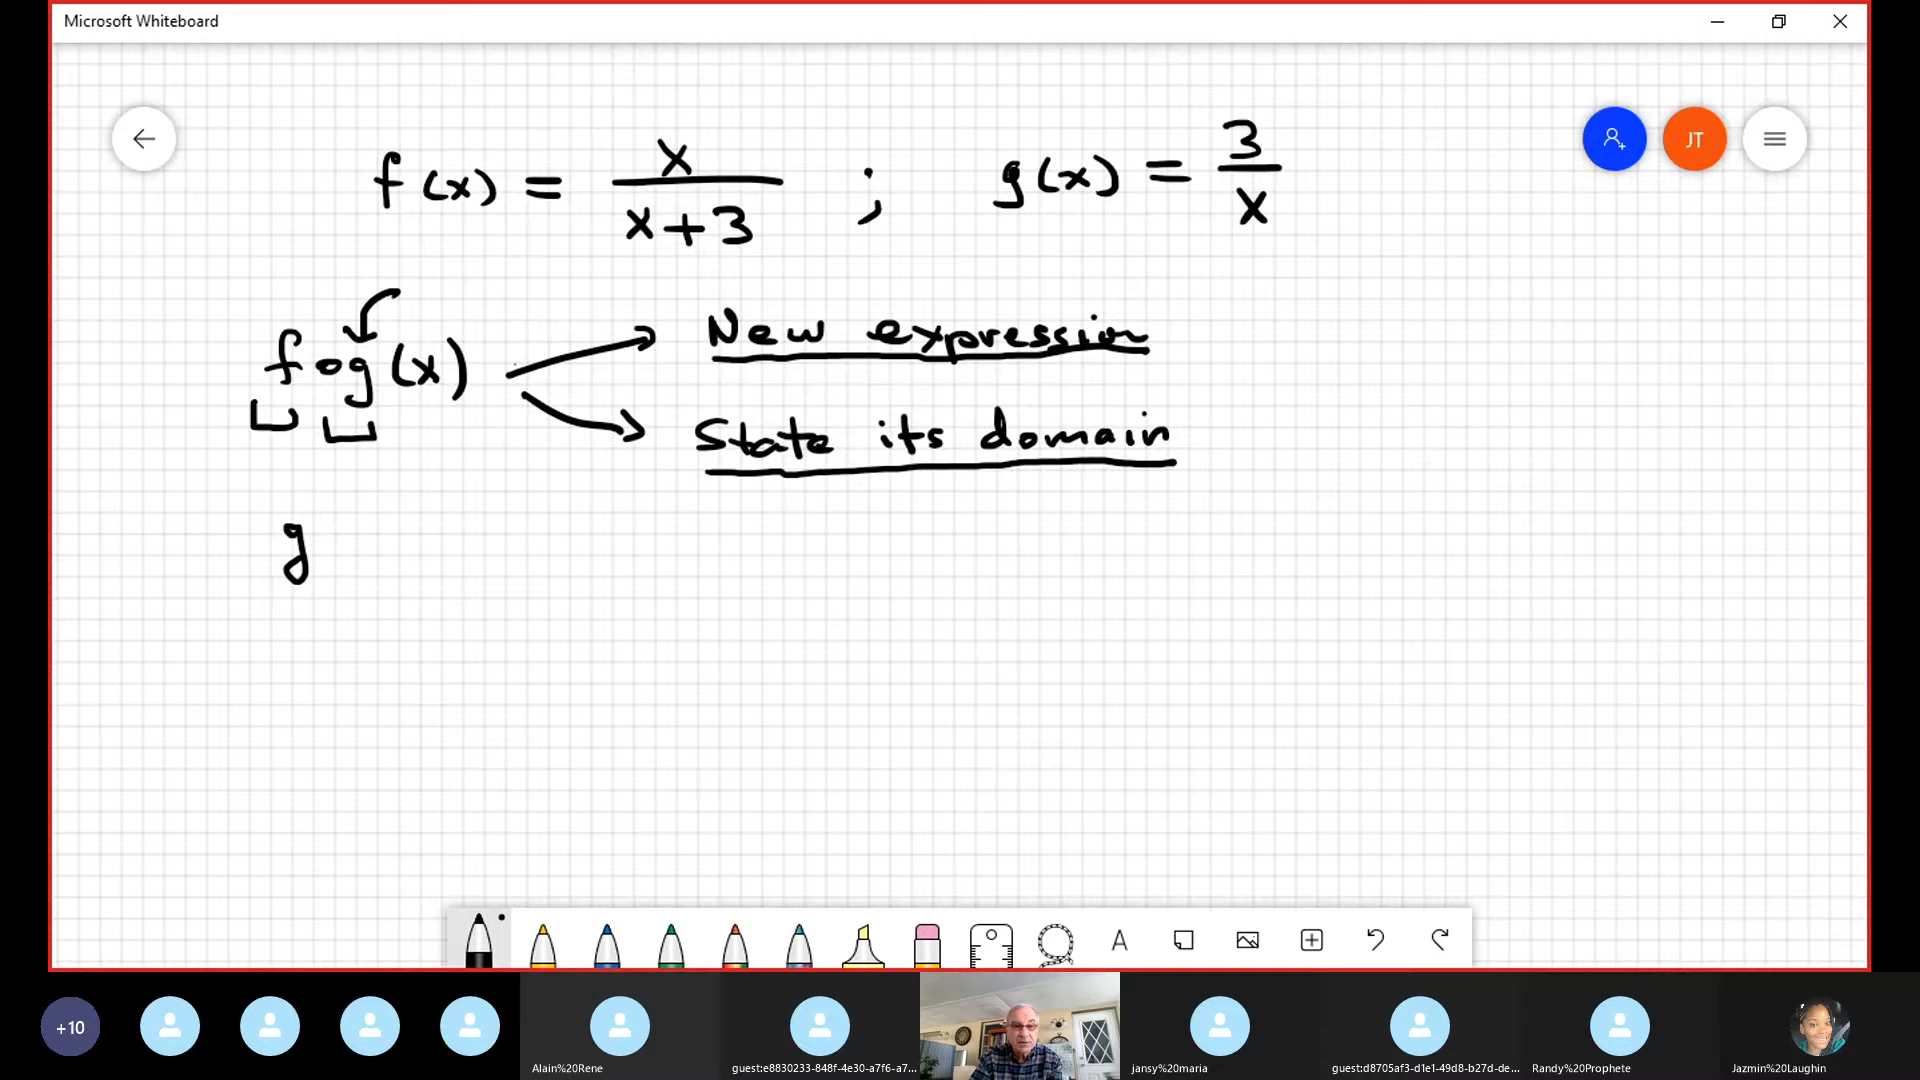 Microsoft Whiteboard
JT
f(x) = x / x+3 ; g(x) = 3 / x
fog(x)
New expression
State its domain
g
A
+10
Alain%20Rene
guest:e8830233-848f-4e30-a7f6-a7...
jansy%20maria
guest:d8705af3-d1e1-49d8-b27d-de...
Randy%20Prophete
Jazmin%20Laughin